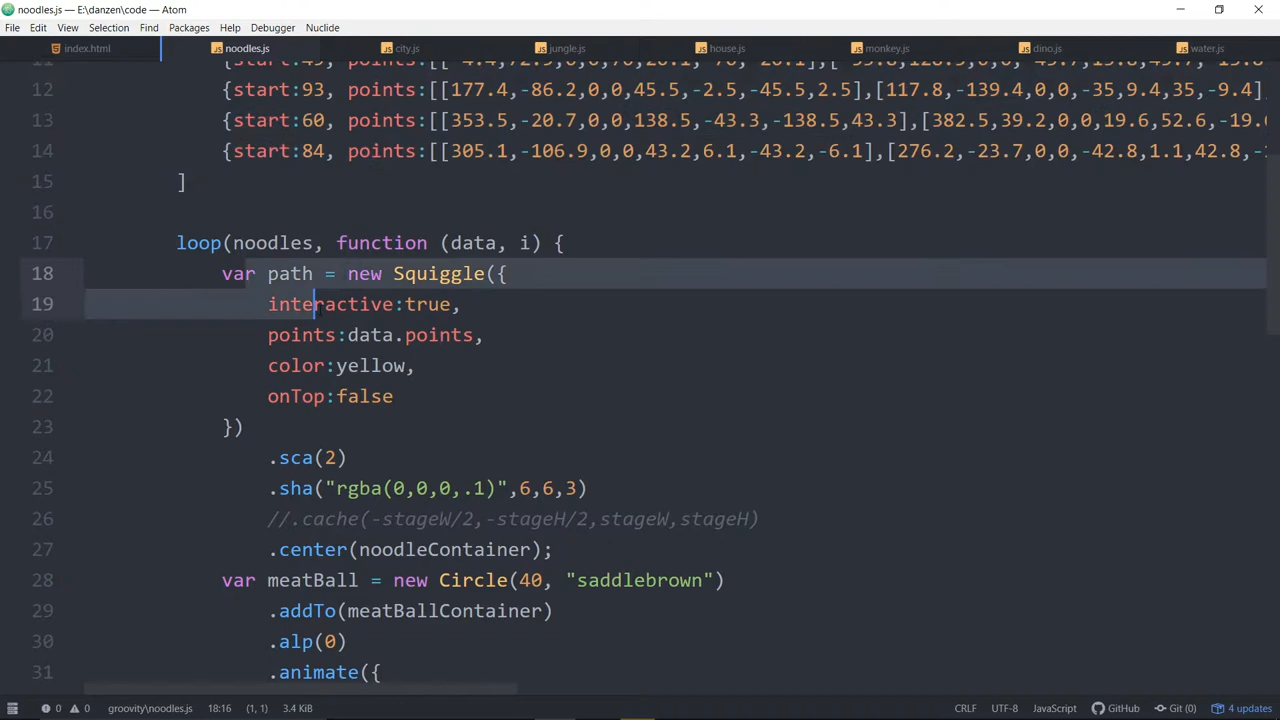 noodles.js — E:\danzen\code — Atom
File Edit View Selection Find Packages Help Debugger Nuclide
index.html noodles.js city.js jungle.js house.js monkey.js dino.js water.js
12 {start:93, points:[[177.4,-86.2,0,0,45.5,-2.5,-45.5,2.5],[117.8,-139.4,0,0,-35,9.4,35,-9.4]
13 {start:60, points:[[353.5,-20.7,0,0,138.5,-43.3,-138.5,43.3],[382.5,39.2,0,0,19.6,52.6,-19.6
14 {start:84, points:[[305.1,-106.9,0,0,43.2,6.1,-43.2,-6.1],[276.2,-23.7,0,0,-42.8,1.1,42.8,-
15 ]
16
17 loop(noodles, function (data, i) {
18 var path = new Squiggle({
19 interactive:true,
20 points:data.points,
21 color:yellow,
22 onTop:false
23 })
24 .sca(2)
25 .sha("rgba(0,0,0,.1)",6,6,3)
26 //.cache(-stageW/2,-stageH/2,stageW,stageH)
27 .center(noodleContainer);
28 var meatBall = new Circle(40, "saddlebrown")
29 .addTo(meatBallContainer)
30 .alp(0)
31 .animate({
0 0 groovity\noodles.js 18:16 (1, 1) 3.4 KiB CRLF UTF-8 JavaScript GitHub Git (0) 4 updates